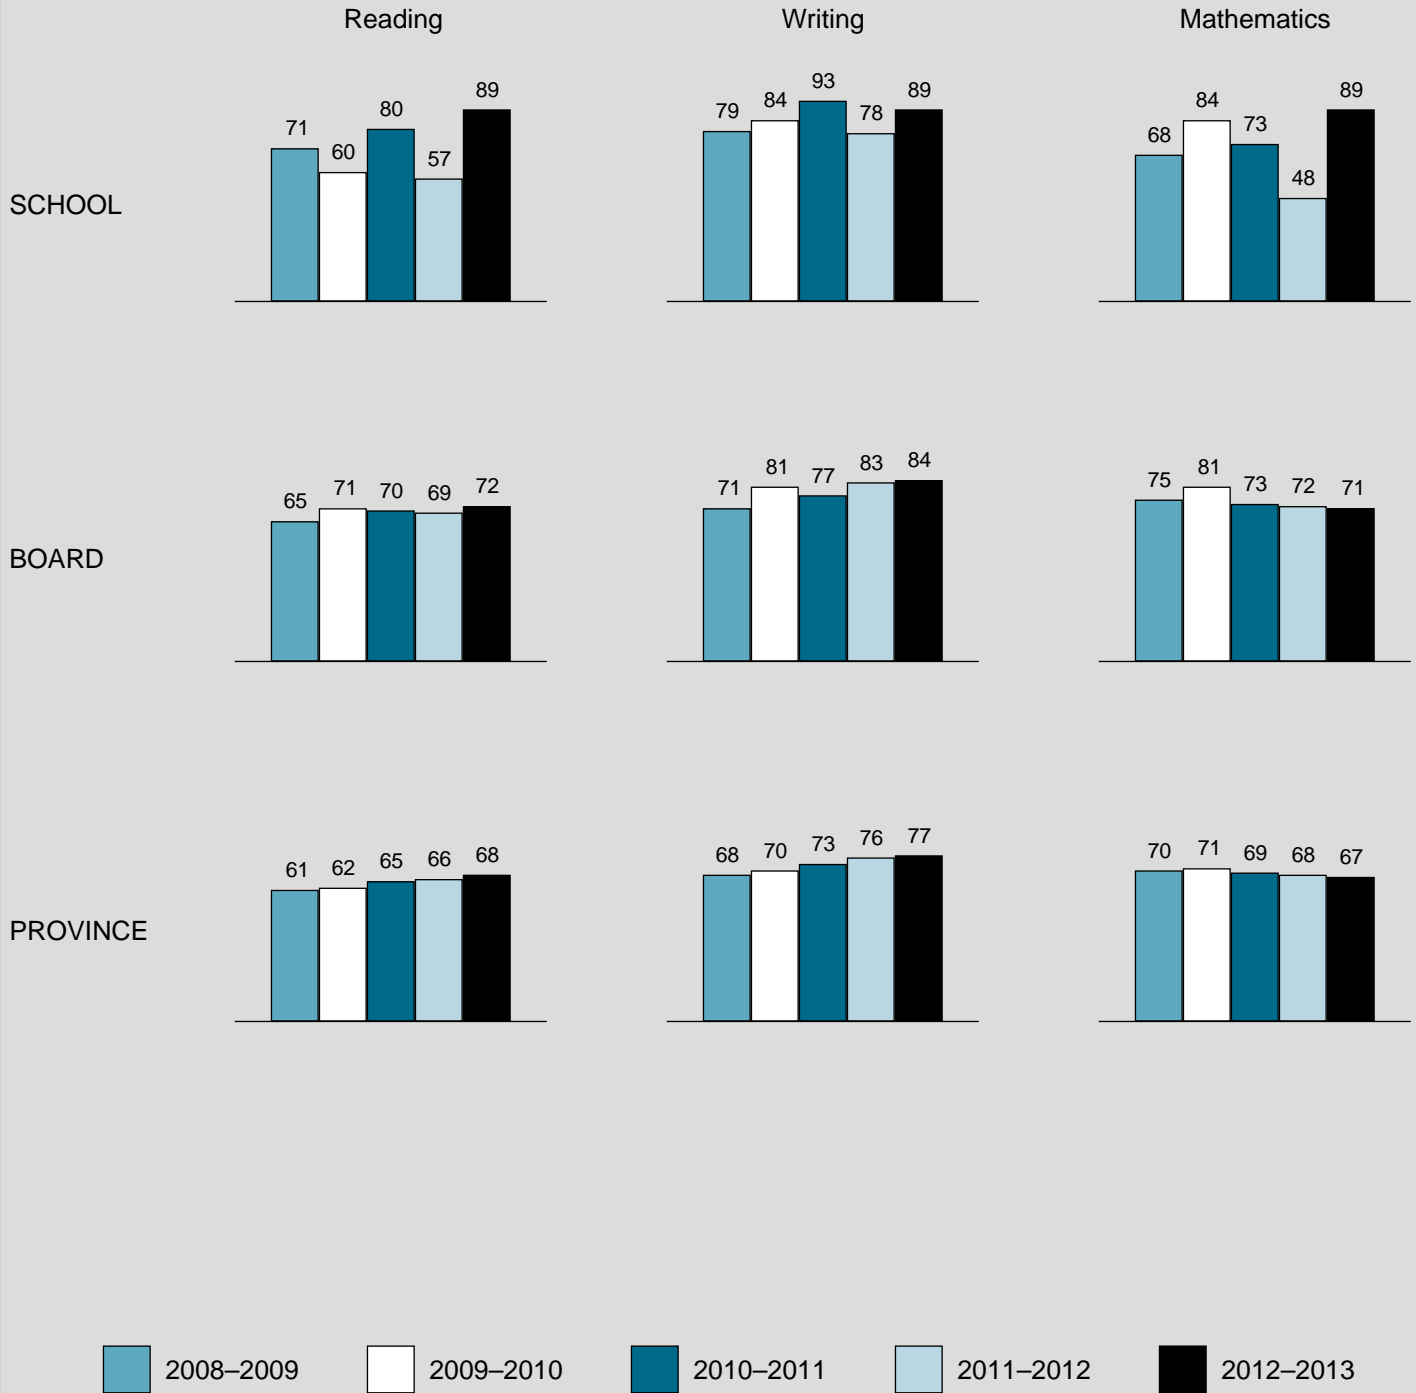 Reading Writing Mathematics
SCHOOL
71 60 80 57 89
79 84 93 78 89
68 84 73 48 89
BOARD
65 71 70 69 72
71 81 77 83 84
75 81 73 72 71
PROVINCE
61 62 65 66 68
68 70 73 76 77
70 71 69 68 67
2008–2009 2009–2010 2010–2011 2011–2012 2012–2013